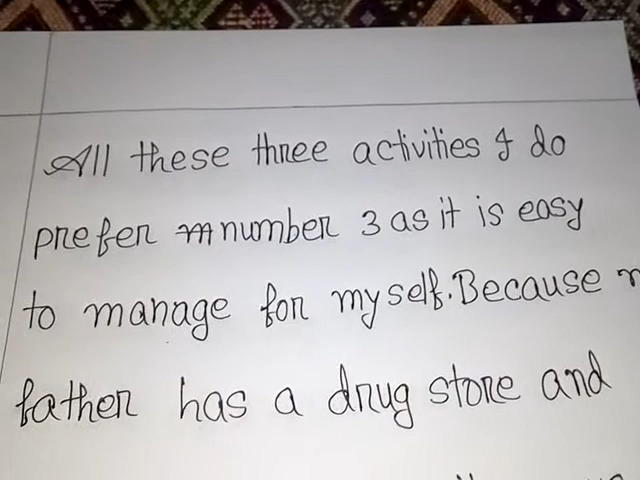 All these three activities I do
prefer number 3 as it is easy
to manage for myself. Because
father has a drug store and